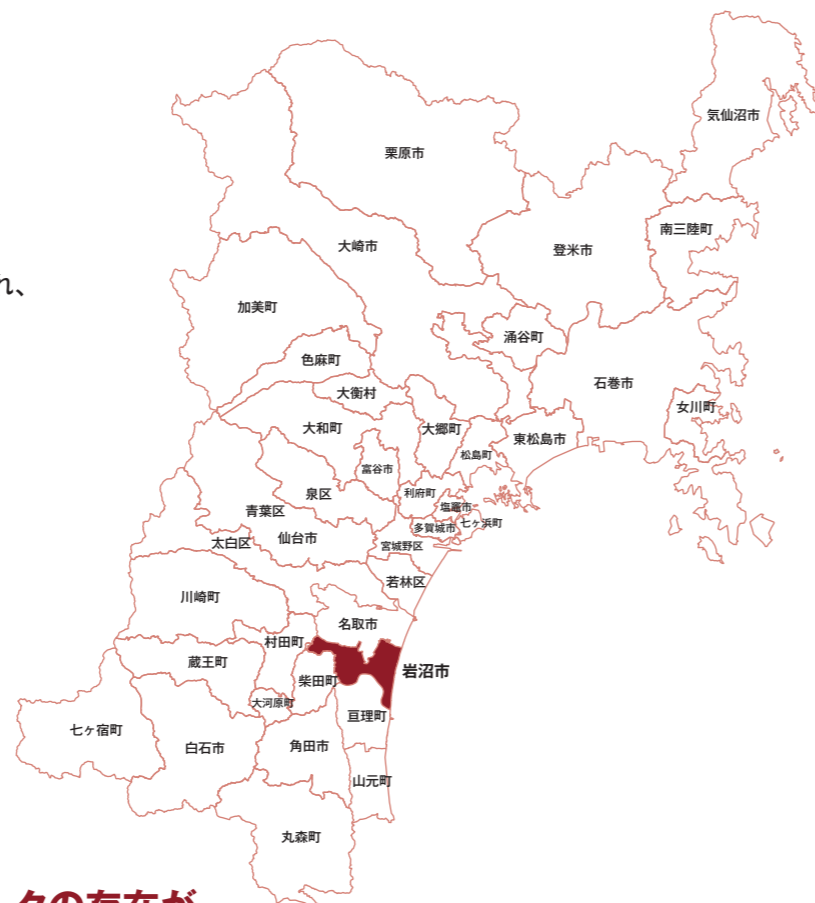 気仙沼市
栗原市
南三陸町
大崎市
登米市
れ、
加美町
涌谷町
色麻町
石巻市
大衡村
女川町
大和町
大郷町
東松島市
松島町
富谷市
泉区
利府町
塩竈市
青葉区
七ヶ浜町
多賀城市
仙台市
太白区
宮城野区
若林区
川崎町
名取市
村田町
蔵王町
岩沼市
柴田町
大河原町
亘理町
七ヶ宿町
白石市
角田市
山元町
丸森町
々の存在が